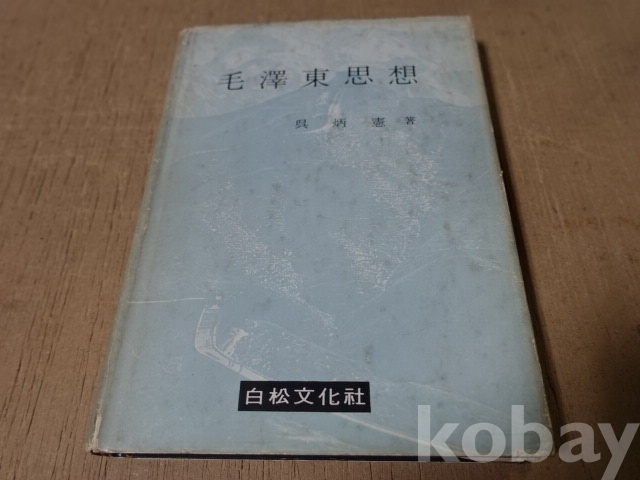 毛澤東思想
吳炳憲 著
白松文化社
kobay